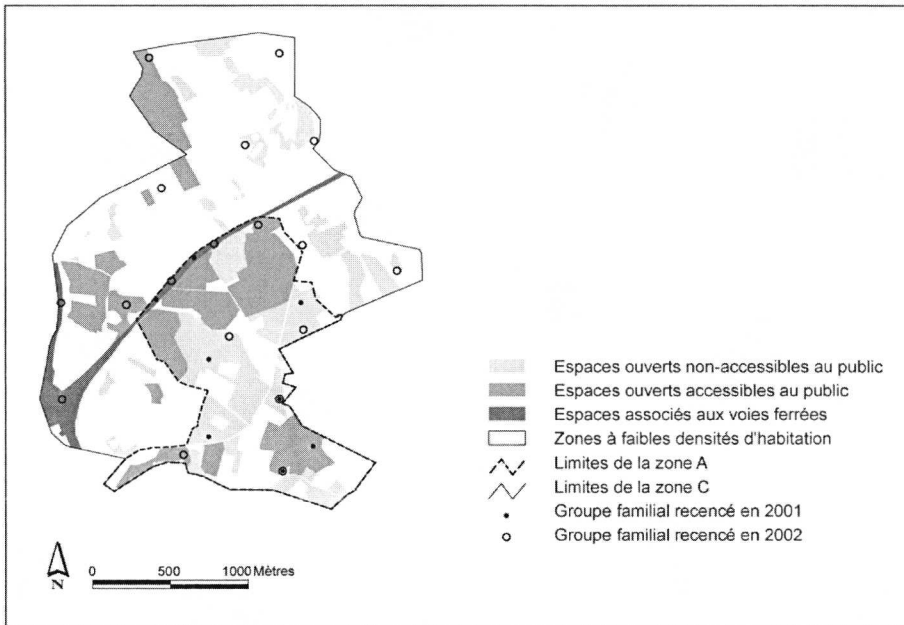 Espaces ouverts non-accessibles au public
Espaces ouverts accessibles au public
Espaces associés aux voies ferrées
Zones à faibles densités d'habitation
Limites de la zone A
Limites de la zone C
Groupe familial recencé en 2001
Groupe familial recencé en 2002
N
0 500 1000 Mètres